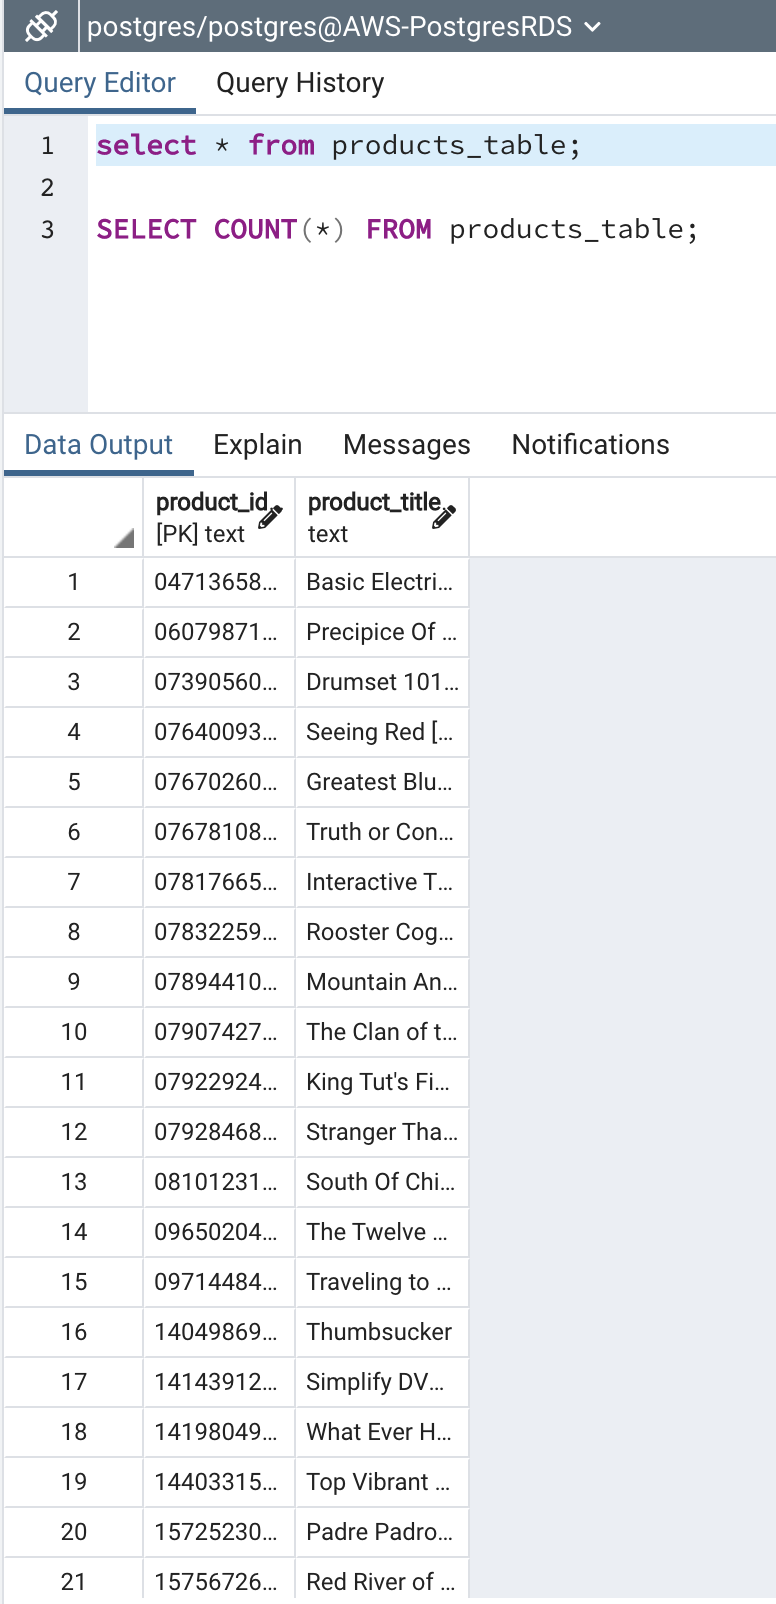 postgres/postgres@AWS-PostgresRDS
Query Editor Query History
1 select * from products_table;
2
3 SELECT COUNT(*) FROM products_table;
Data Output Explain Messages Notifications
product_id product_title
[PK] text text
1 04713658... Basic Electri...
2 06079871... Precipice Of ...
3 07390560... Drumset 101...
4 07640093... Seeing Red [...
5 07670260... Greatest Blu...
6 07678108... Truth or Con...
7 07817665... Interactive T...
8 07832259... Rooster Cog...
9 07894410... Mountain An...
10 07907427... The Clan of t...
11 07922924... King Tut's Fi...
12 07928468... Stranger Tha...
13 08101231... South Of Chi...
14 09650204... The Twelve ...
15 09714484... Traveling to ...
16 14049869... Thumbsucker
17 14143912... Simplify DV...
18 14198049... What Ever H...
19 14403315... Top Vibrant ...
20 15725230... Padre Padro...
21 15756726... Red River of ...